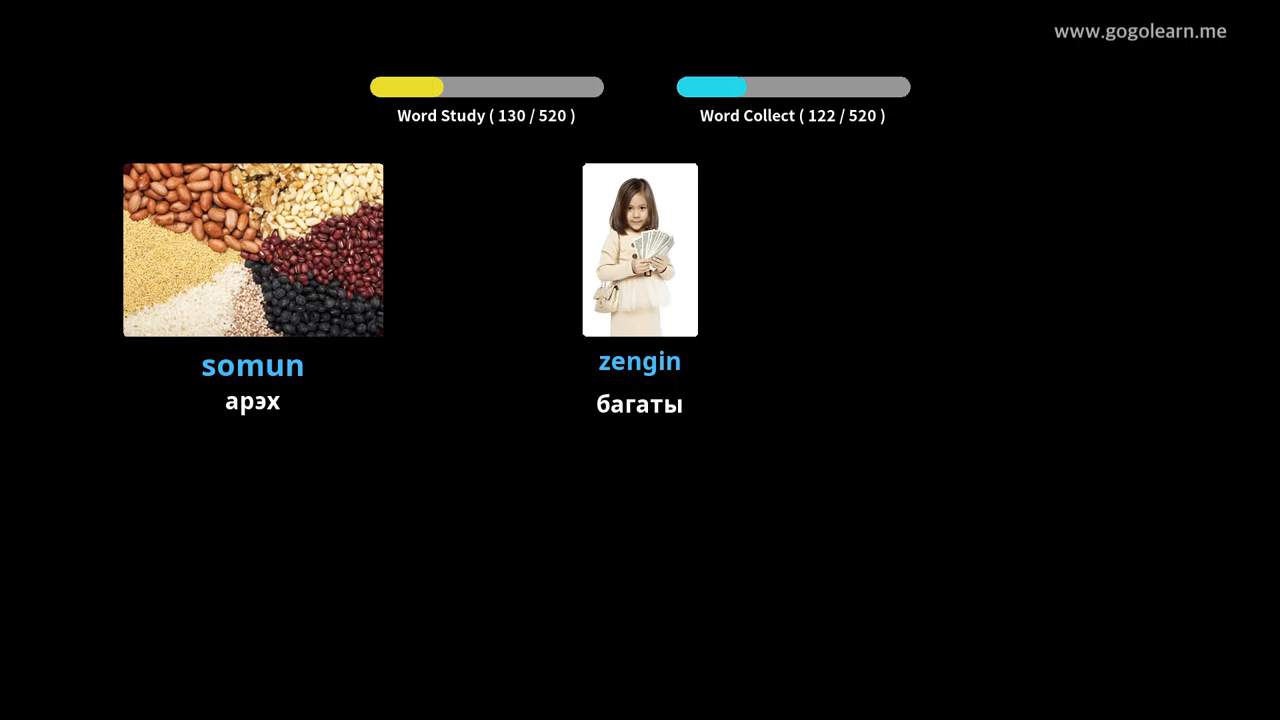 www.gogolearn.me
Word Study ( 130 / 520 )
Word Collect ( 122 / 520 )
somun
арэх
zengin
багаты